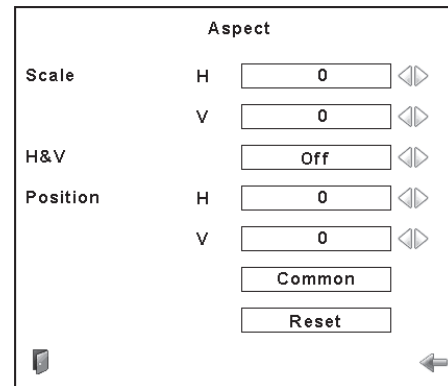 Aspect
Scale H 0
V 0
H&V Off
Position H 0
V 0
Common
Reset